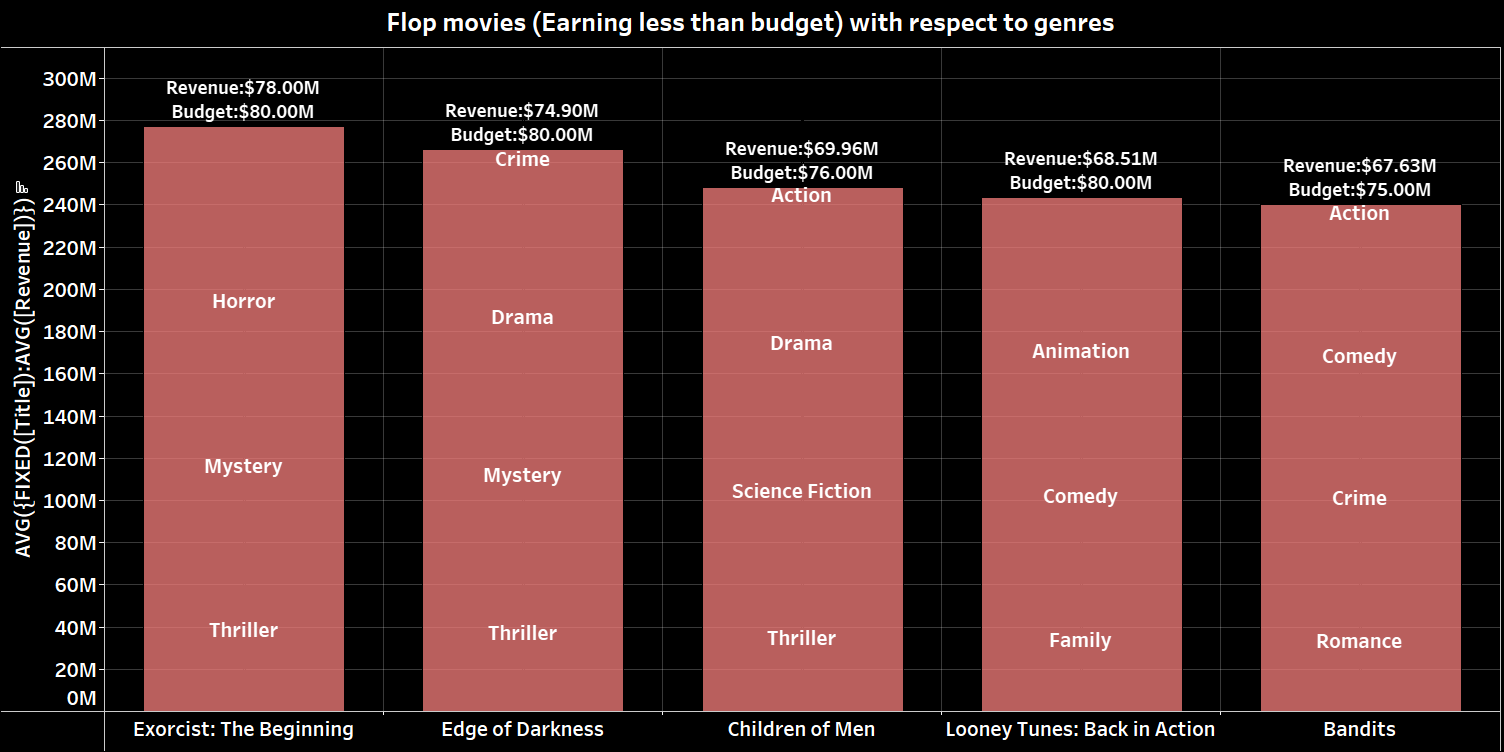 Flop movies (Earning less than budget) with respect to genres
AVG({FIXED([Title]):AVG([Revenue])})
300M
280M
260M
240M
220M
200M
180M
160M
140M
120M
100M
80M
60M
40M
20M
0M
Revenue:$78.00M
Budget:$80.00M
Horror
Mystery
Thriller
Exorcist: The Beginning
Revenue:$74.90M
Budget:$80.00M
Crime
Drama
Mystery
Thriller
Edge of Darkness
Revenue:$69.96M
Budget:$76.00M
Action
Drama
Science Fiction
Thriller
Children of Men
Revenue:$68.51M
Budget:$80.00M
Animation
Comedy
Family
Looney Tunes: Back in Action
Revenue:$67.63M
Budget:$75.00M
Action
Comedy
Crime
Romance
Bandits